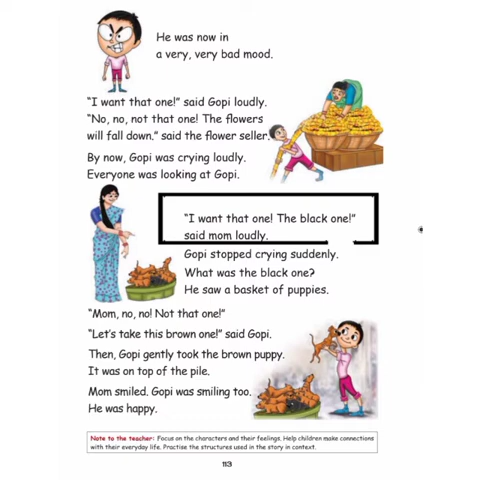 He was now in
a very, very bad mood.
"I want that one!" said Gopi loudly.
"No, no, not that one! The flowers
will fall down." said the flower seller.
By now, Gopi was crying loudly.
Everyone was looking at Gopi.
"I want that one! The black one!"
said mom loudly.
Gopi stopped crying suddenly.
What was the black one?
He saw a basket of puppies.
"Mom, no, no! Not that one!"
"Let's take this brown one!" said Gopi.
Then, Gopi gently took the brown puppy.
It was on top of the pile.
Mom smiled. Gopi was smiling too.
He was happy.
Note to the teacher: Focus on the characters and their feelings. Help children make connections
with their everyday life. Practise the structures used in the story in context.
113